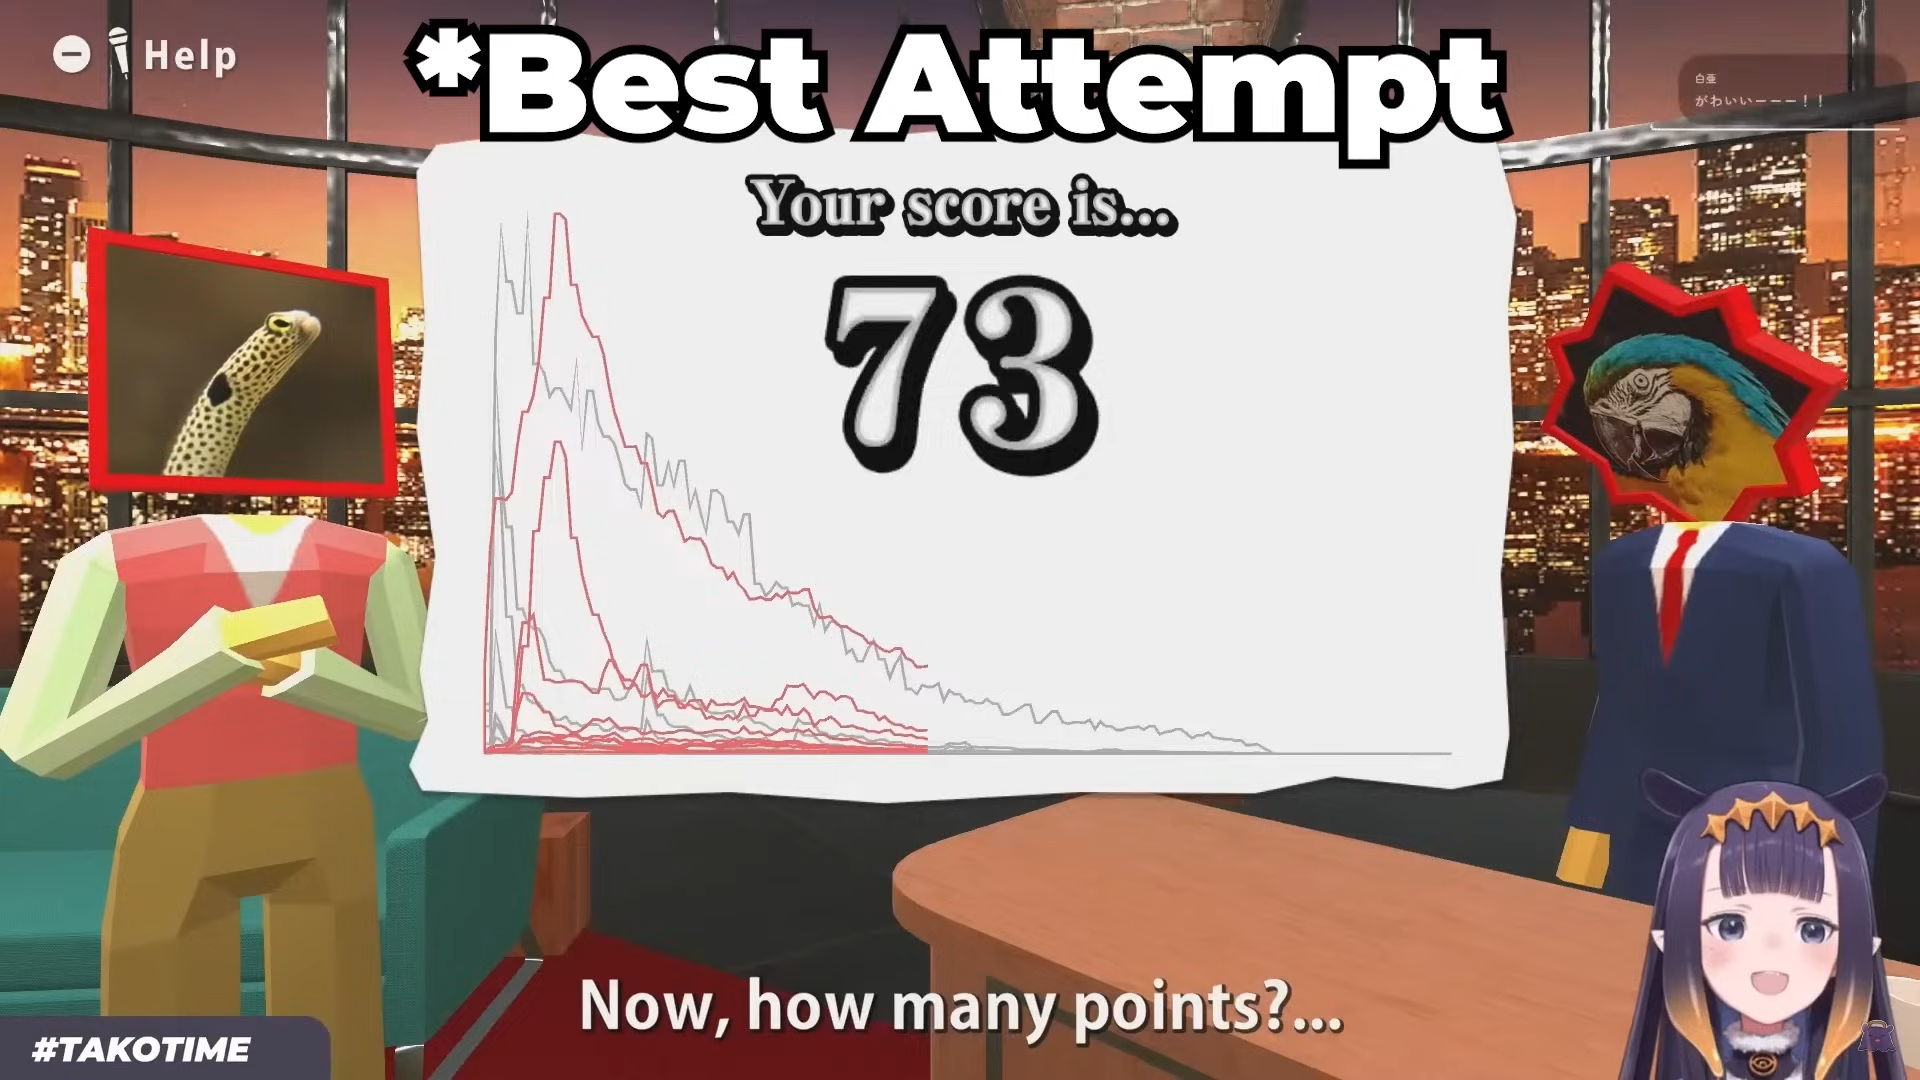 Help
*Best Attempt
白亜
がわいいーーー！！
Your score is...
73
Now, how many points?...
#TAKOTIME